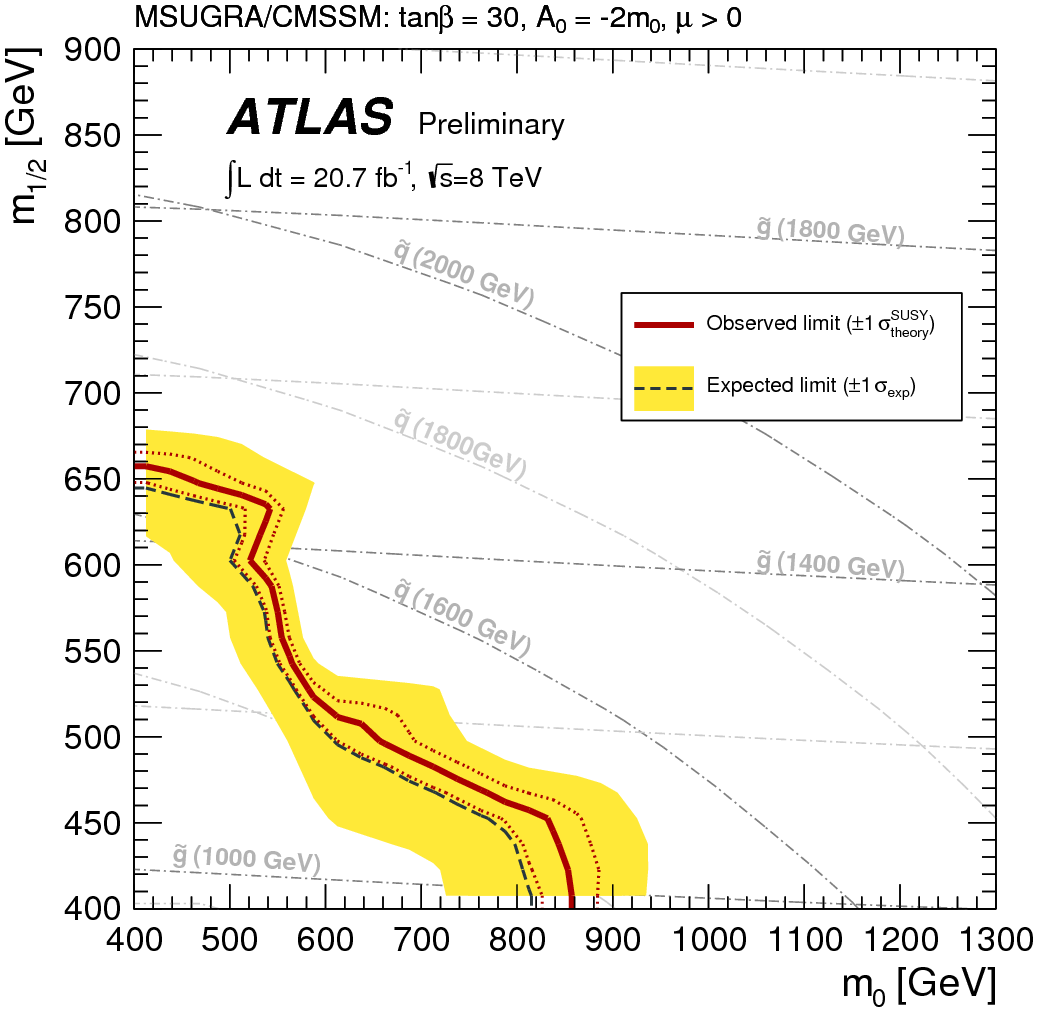 MSUGRA/CMSSM: tanβ = 30, A₀ = -2m₀, μ > 0
m₁/₂ [GeV]
900
850
800
750
700
650
600
550
500
450
400
ATLAS Preliminary
∫L dt = 20.7 fb⁻¹, √s=8 TeV
g̃ (1800 GeV)
q̃ (2000 GeV)
Observed limit (±1 σ^SUSY_theory)
Expected limit (±1 σ_exp)
q̃ (1800GeV)
g̃ (1400 GeV)
q̃ (1600 GeV)
g̃ (1000 GeV)
400 500 600 700 800 900 1000 1100 1200 1300
m₀ [GeV]